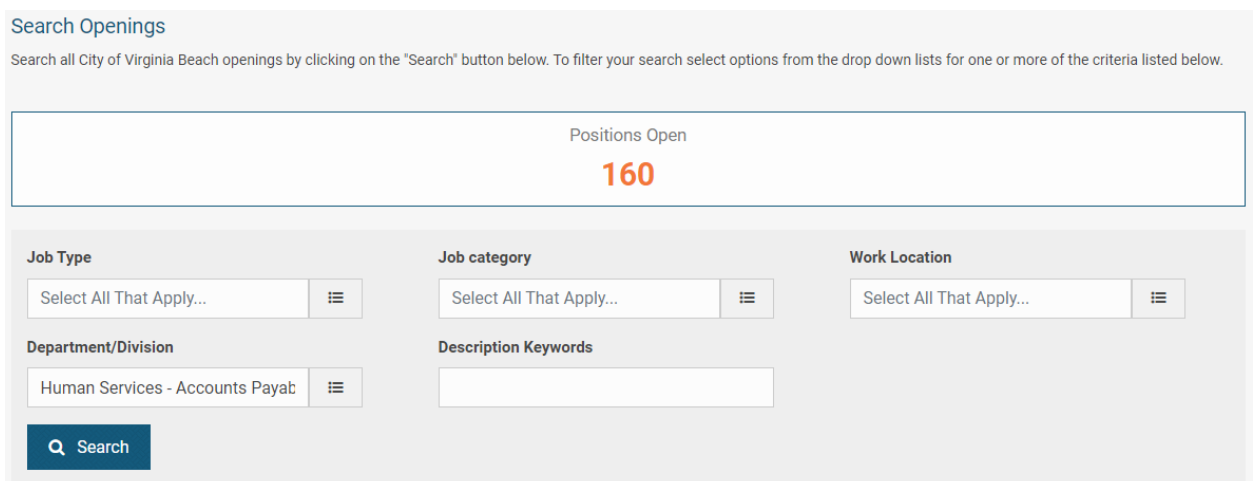 Search Openings
Search all City of Virginia Beach openings by clicking on the "Search" button below. To filter your search select options from the drop down lists for one or more of the criteria listed below.
Positions Open
160
Job Type
Job category
Work Location
Select All That Apply...
Select All That Apply...
Select All That Apply...
Department/Division
Description Keywords
Human Services - Accounts Payab
Search